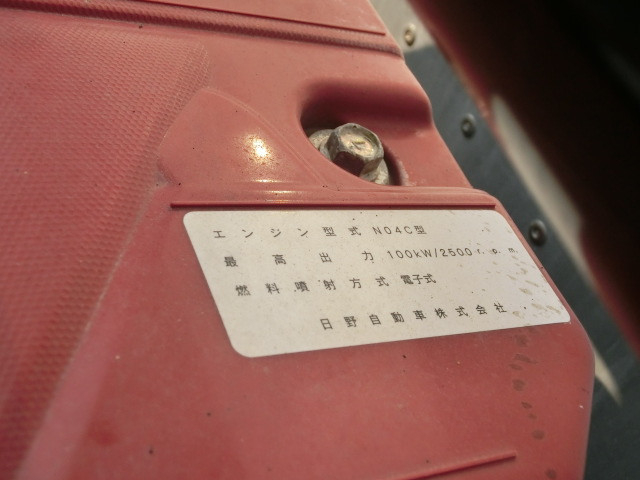 エンジン型式 N04C型
最高出力 100kW/2500 r.p.m
燃料噴射方式 電子式
日野自動車株式会社